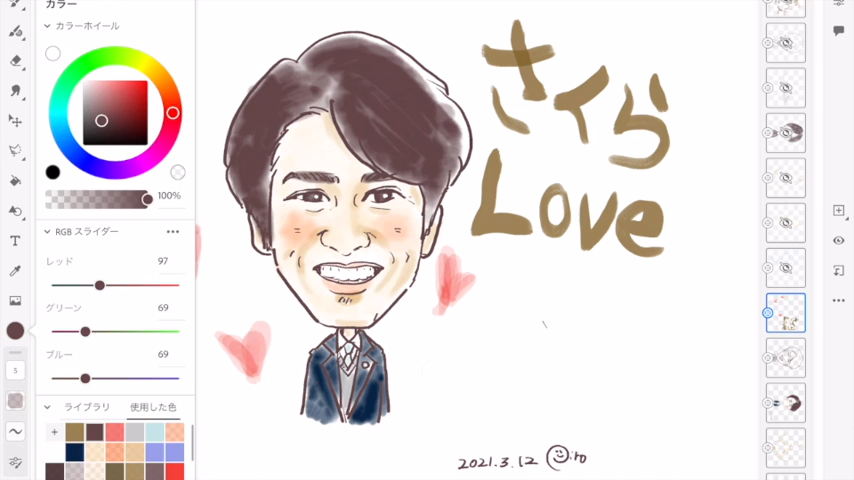 カラー
カラーホイール
100%
RGB スライダー
レッド 97
グリーン 69
ブルー 69
ライブラリ 使用した色
5
T
さくら
Love
2021.3.12 iro